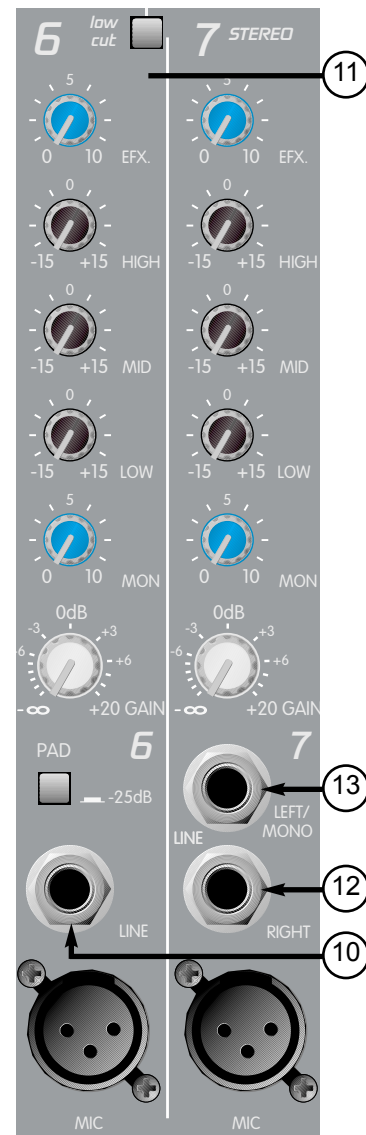 6 low cut 7 STEREO
11
5 5
0 10 EFX. 0 10 EFX.
0 0
-15 +15 HIGH -15 +15 HIGH
0 0
-15 +15 MID -15 +15 MID
0 0
-15 +15 LOW -15 +15 LOW
5 5
0 10 MON 0 10 MON
0dB 0dB
-3 +3 -3 +3
-6 +6 -6 +6
-∞ +20 GAIN -∞ +20 GAIN
PAD 6 7
-25dB
13
LEFT/
LINE MONO
12
LINE RIGHT
10
MIC MIC